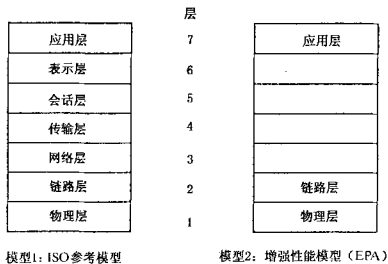 层
应用层 7 应用层
表示层 6
会话层 5
传输层 4
网络层 3
链路层 2 链路层
物理层 1 物理层
模型1: ISO参考模型 模型2: 增强性能模型（EPA）